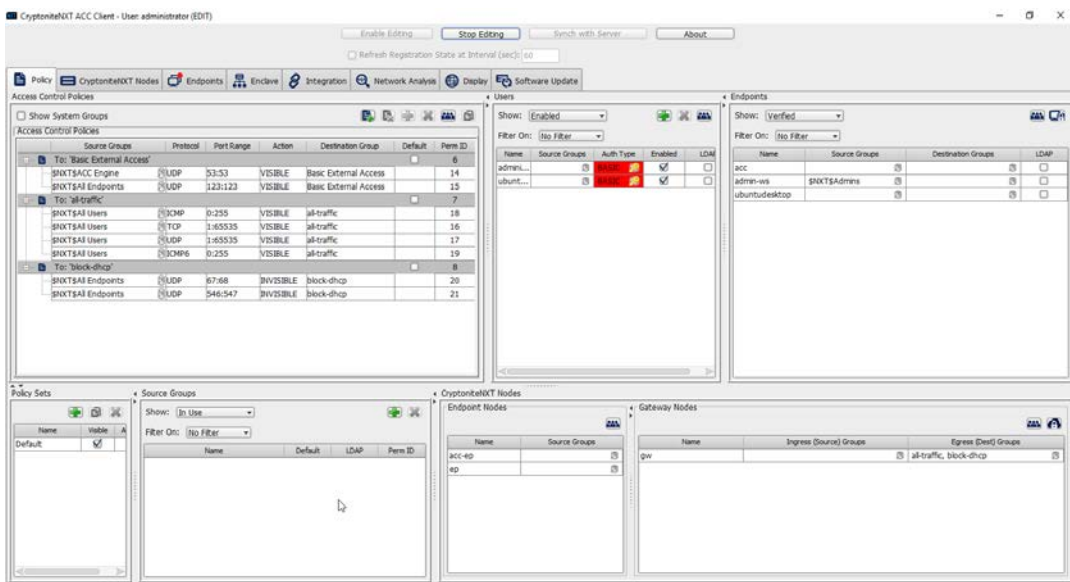 CryptoniteNXT ACC Client - User: administrator (EDIT)
Enable Editing Stop Editing Synch with Server About
Refresh Registration State at Interval (sec): 60
Policy CryptoniteNXT Nodes Endpoints Enclave Integration Network Analysis Display Software Update
Access Control Policies
Show System Groups
Access Control Policies
Source Groups Protocol Port Range Action Destination Group Default Perm ID
To: 'Basic External Access' 6
$NXT$ACC Engine UDP 53:53 VISIBLE Basic External Access 14
$NXT$All Endpoints UDP 123:123 VISIBLE Basic External Access 15
To: 'all-traffic' 7
$NXT$All Users ICMP 0:255 VISIBLE all-traffic 18
$NXT$All Users TCP 1:65535 VISIBLE all-traffic 16
$NXT$All Users UDP 1:65535 VISIBLE all-traffic 17
$NXT$All Users ICMP6 0:255 VISIBLE all-traffic 19
To: 'block-dhcp' 8
$NXT$All Endpoints UDP 67:68 INVISIBLE block-dhcp 20
$NXT$All Endpoints UDP 546:547 INVISIBLE block-dhcp 21
Users
Show: Enabled
Filter On: No Filter
Name Source Groups Auth Type Enabled LDAP
admini... BASIC
ubunt... BASIC
Endpoints
Show: Verified
Filter On: No Filter
Name Source Groups Destination Groups LDAP
acc
admin-ws $NXT$Admins
ubuntudesktop
Policy Sets
Name Visible A
Default
Source Groups
Show: In Use
Filter On: No Filter
Name Default LDAP Perm ID
CryptoniteNXT Nodes
Endpoint Nodes
Name Source Groups
acc-ep
ep
Gateway Nodes
Name Ingress (Source) Groups Egress (Dest) Groups
gw all-traffic, block-dhcp